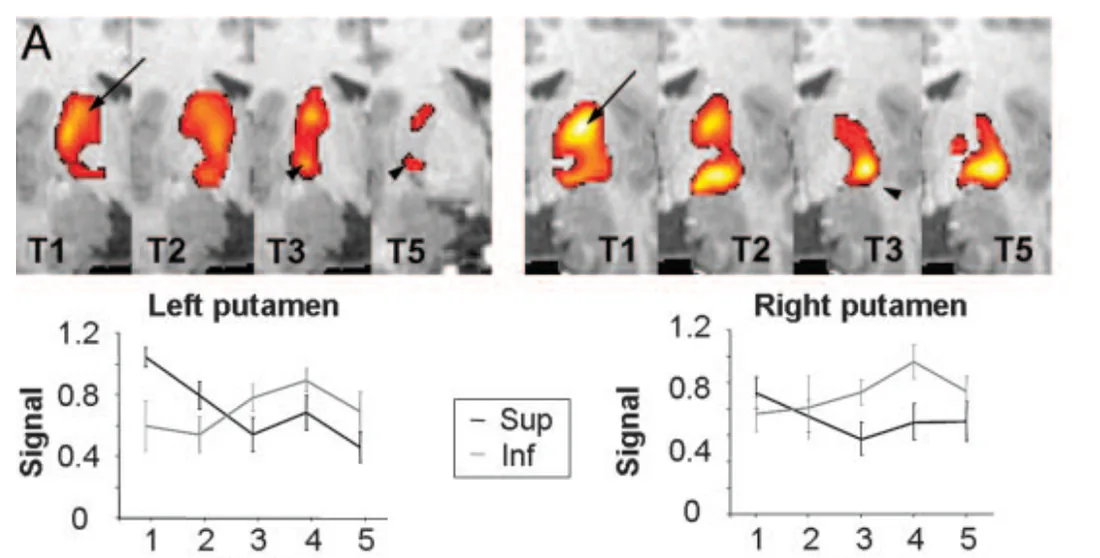 A
T1 T2 T3 T5 T1 T2 T3 T5
Left putamen
1.2
0.8
0.4
0
Signal
1 2 3 4 5
Sup
Inf
Right putamen
1.2
0.8
0.4
0
Signal
1 2 3 4 5